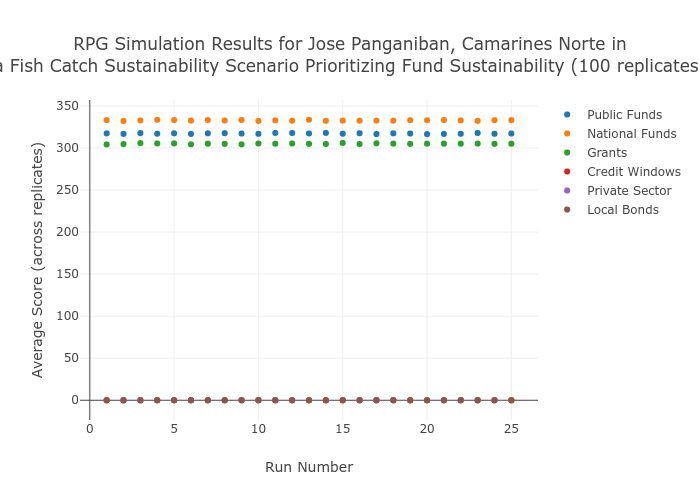 RPG Simulation Results for Jose Panganiban, Camarines Norte in
a Fish Catch Sustainability Scenario Prioritizing Fund Sustainability (100 replicates
350
300
250
200
150
100
50
0
Average Score (across replicates)
0 5 10 15 20 25
Run Number
Public Funds
National Funds
Grants
Credit Windows
Private Sector
Local Bonds